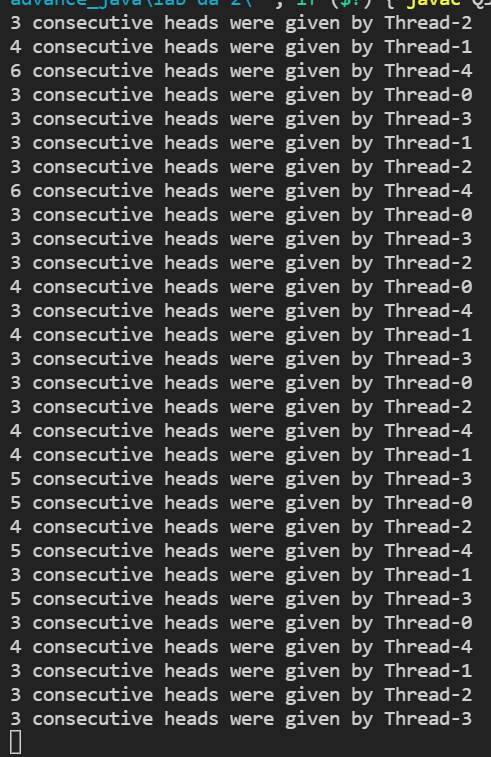 advance_java\lab da 2\" ; if ($?) { javac Q3
3 consecutive heads were given by Thread-2
4 consecutive heads were given by Thread-1
6 consecutive heads were given by Thread-4
3 consecutive heads were given by Thread-0
3 consecutive heads were given by Thread-3
3 consecutive heads were given by Thread-1
3 consecutive heads were given by Thread-2
6 consecutive heads were given by Thread-4
3 consecutive heads were given by Thread-0
3 consecutive heads were given by Thread-3
3 consecutive heads were given by Thread-2
4 consecutive heads were given by Thread-0
3 consecutive heads were given by Thread-4
4 consecutive heads were given by Thread-1
3 consecutive heads were given by Thread-3
3 consecutive heads were given by Thread-0
3 consecutive heads were given by Thread-2
4 consecutive heads were given by Thread-4
4 consecutive heads were given by Thread-1
5 consecutive heads were given by Thread-3
5 consecutive heads were given by Thread-0
4 consecutive heads were given by Thread-2
5 consecutive heads were given by Thread-4
3 consecutive heads were given by Thread-1
5 consecutive heads were given by Thread-3
3 consecutive heads were given by Thread-0
4 consecutive heads were given by Thread-4
3 consecutive heads were given by Thread-1
3 consecutive heads were given by Thread-2
3 consecutive heads were given by Thread-3